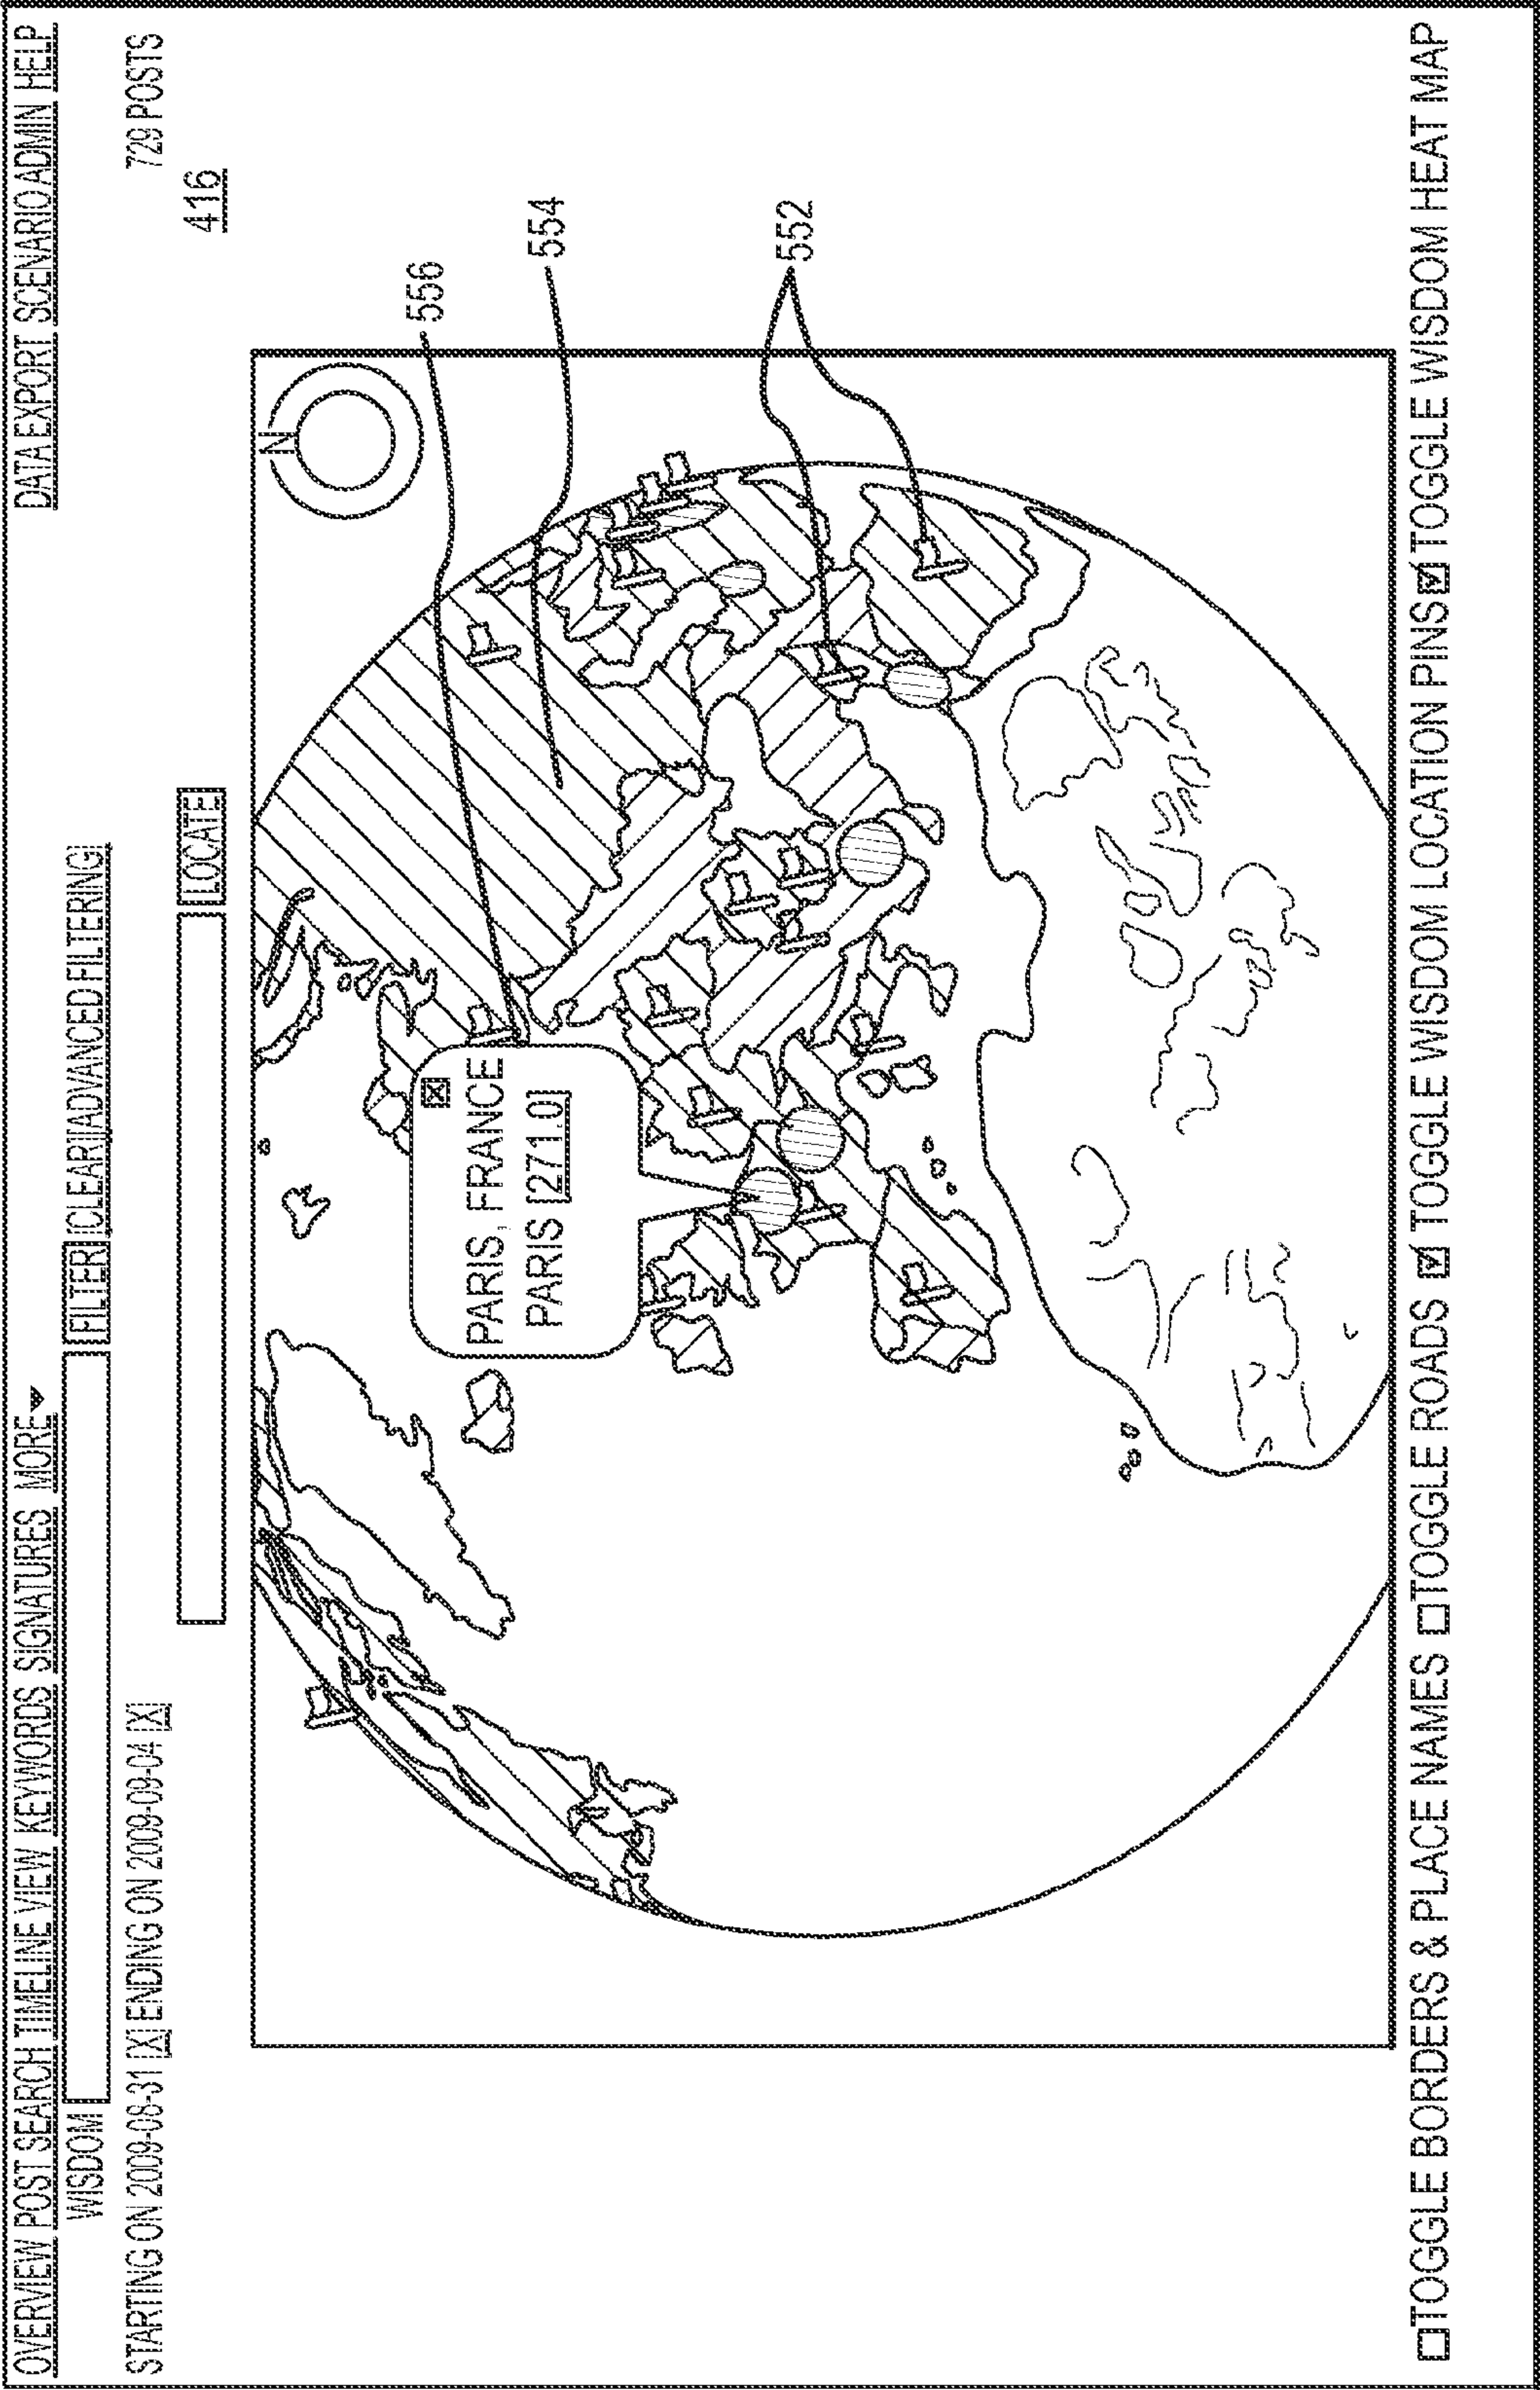 OVERVIEW POST SEARCH TIMELINE VIEW KEYWORDS SIGNATURES MORE DATA EXPORT SCENARIO ADMIN HELP
WISDOM FILTER [CLEAR][ADVANCED FILTERING]
STARTING ON 2009-08-31 [X] ENDING ON 2009-09-04 [X] 729 POSTS
LOCATE 416
N
556
554
552
PARIS, FRANCE
PARIS [271.0]
TOGGLE BORDERS & PLACE NAMES TOGGLE ROADS TOGGLE WISDOM LOCATION PINS TOGGLE WISDOM HEAT MAP